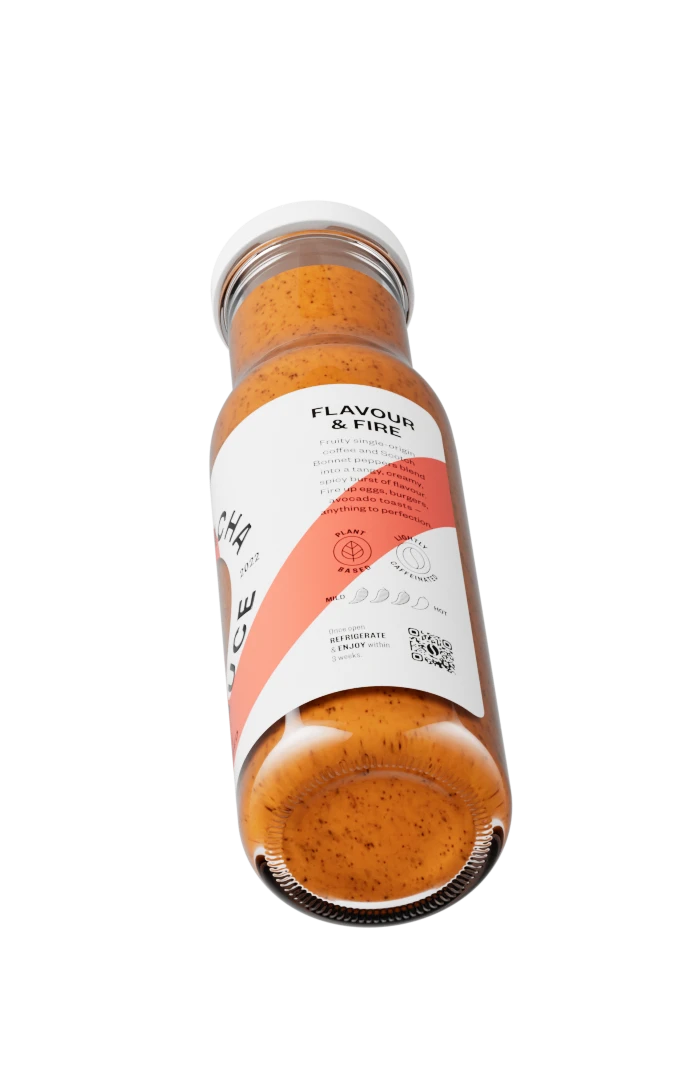 FLAVOUR
& FIRE
Fruity single-origin
coffee and Scotch
Bonnet peppers blend
into a tangy, creamy,
spicy burst of flavour.
Fire up eggs, burgers,
avocado toasts –
anything to perfection
PLANT
BASED
LIGHTLY
CAFFEINATED
MILD
HOT
Once open
REFRIGERATE
& ENJOY within
3 weeks
CHA
2022
UCE